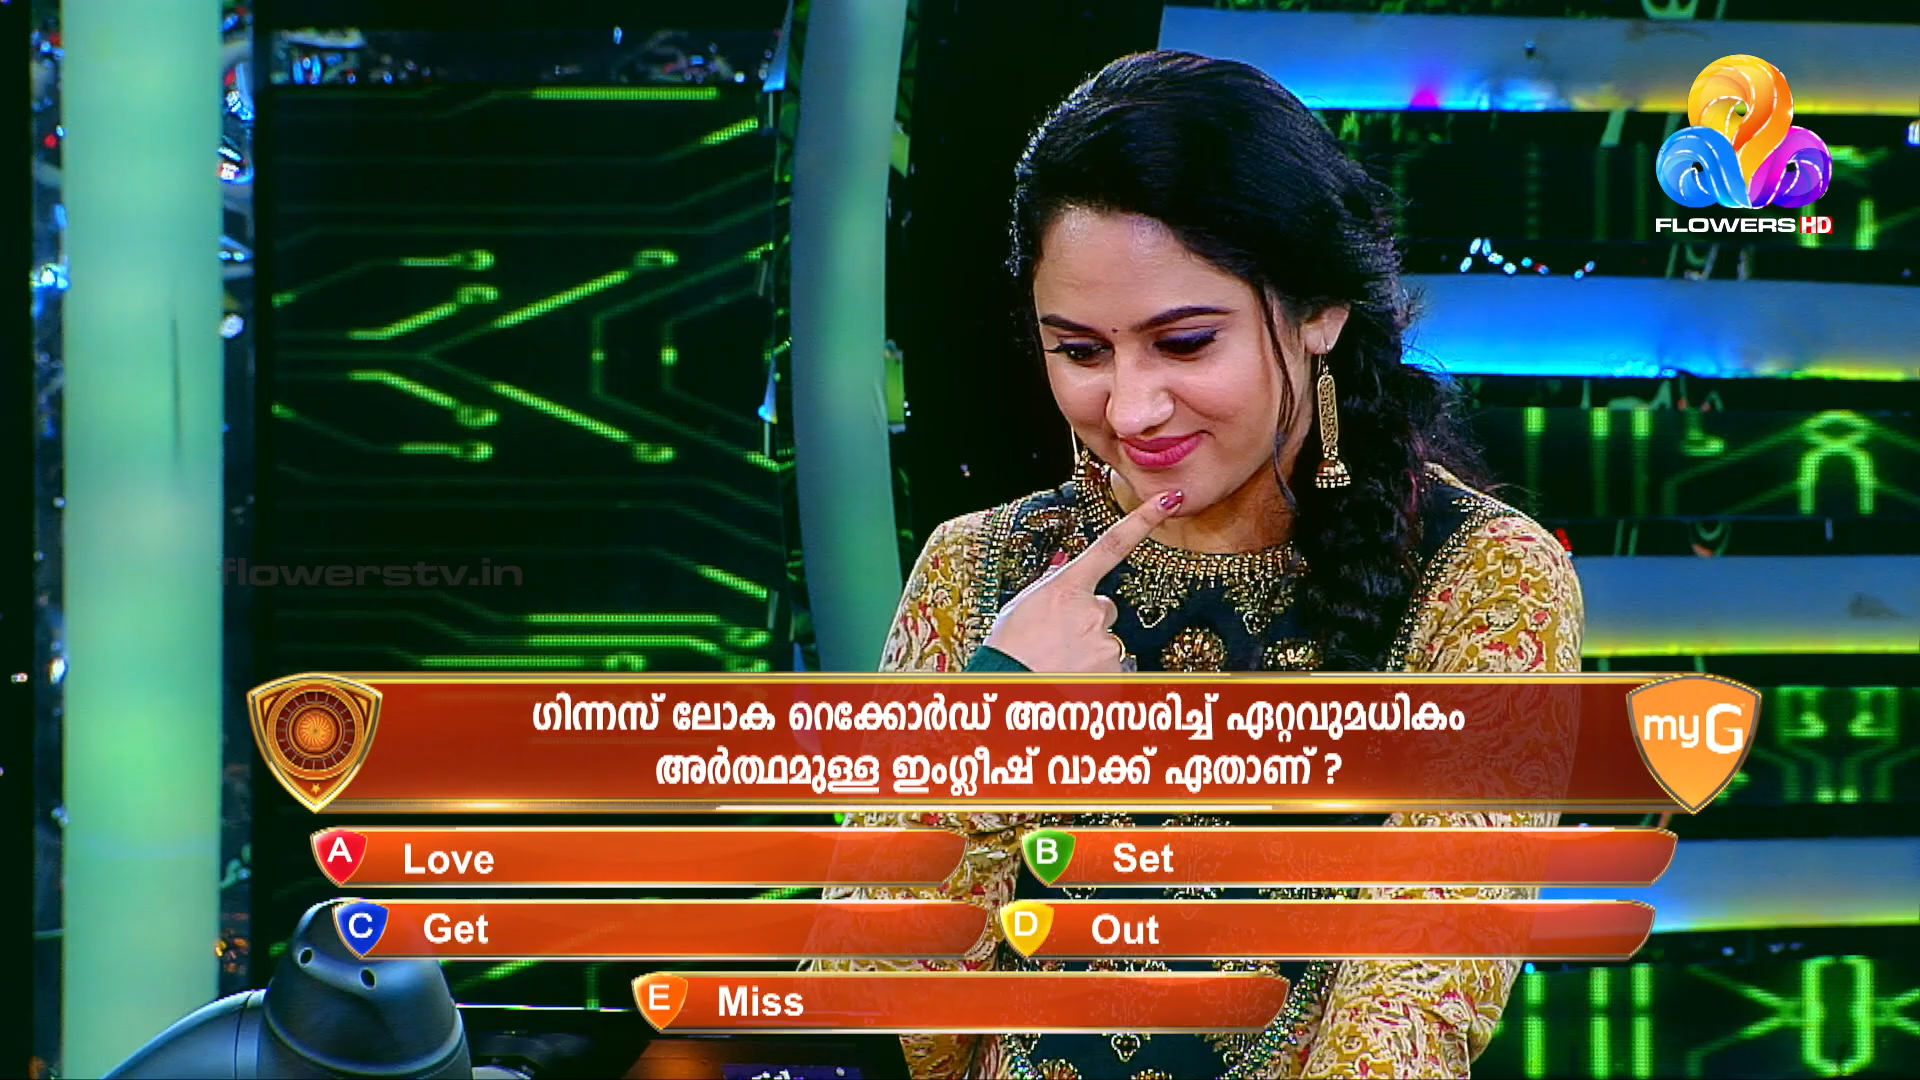 FLOWERS HD
flowerstv.in
ഗിന്നസ് ലോക റെക്കോർഡ് അനുസരിച്ച് ഏറ്റവുമധികം
അർത്ഥമുള്ള ഇംഗ്ലീഷ് വാക്ക് ഏതാണ് ?
myG
A Love
B Set
C Get
D Out
E Miss